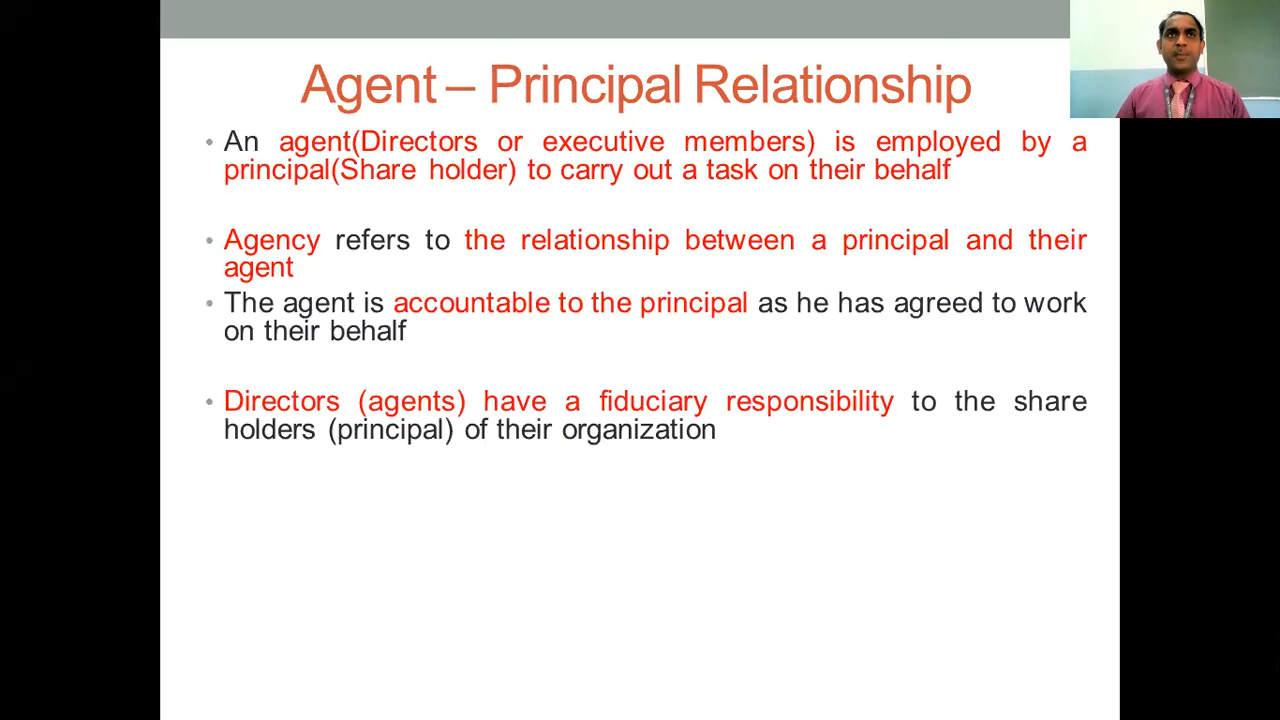 Agent – Principal Relationship
• An agent(Directors or executive members) is employed by a
principal(Share holder) to carry out a task on their behalf
• Agency refers to the relationship between a principal and their
agent
• The agent is accountable to the principal as he has agreed to work
on their behalf
• Directors (agents) have a fiduciary responsibility to the share
holders (principal) of their organization